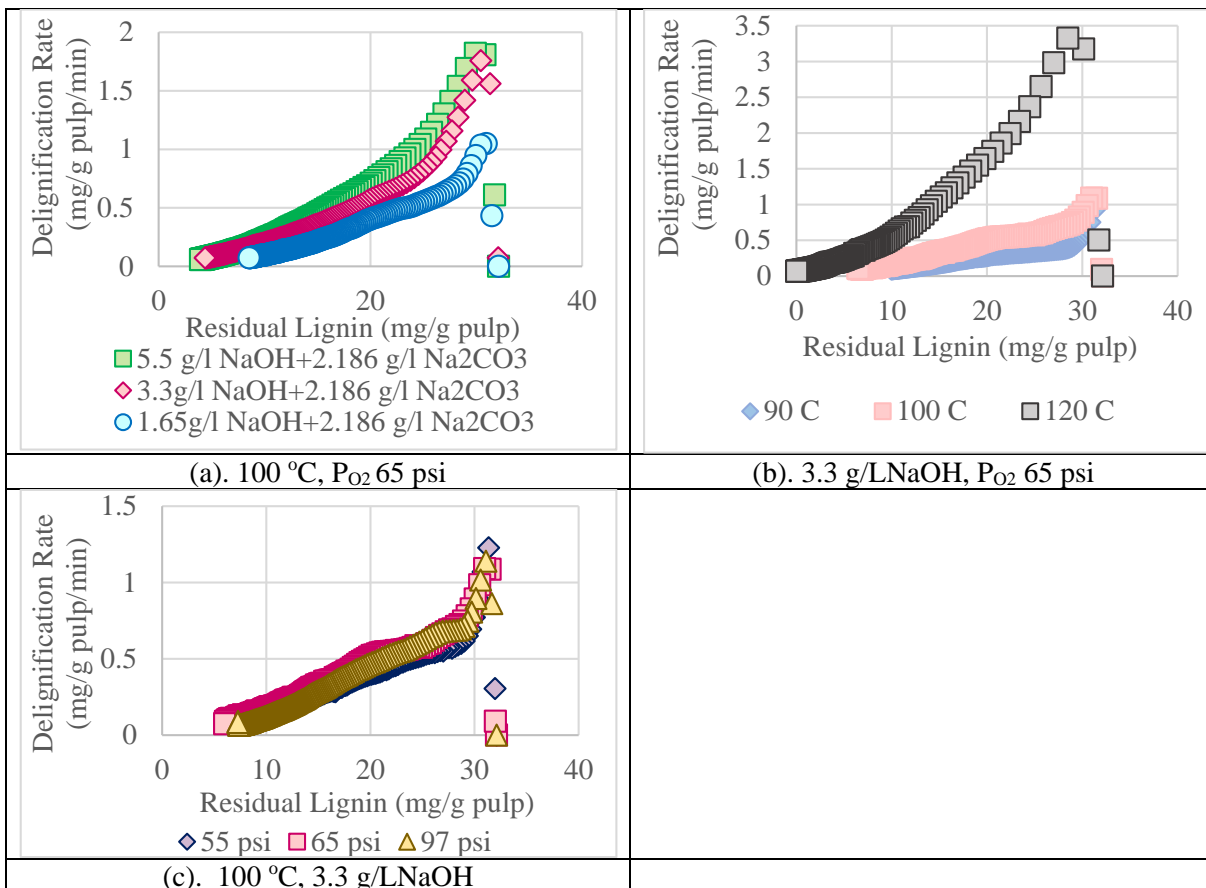 Delignification Rate
(mg/g pulp/min)
2
1.5
1
0.5
0
0
20
40
Residual Lignin (mg/g pulp)
5.5 g/l NaOH+2.186 g/l Na2CO3
3.3g/l NaOH+2.186 g/l Na2CO3
1.65g/l NaOH+2.186 g/l Na2CO3
(a). 100 °C, P_O2 65 psi
Delignification Rate
(mg/g pulp/min)
3.5
3
2.5
2
1.5
1
0.5
0
0
10
20
30
40
Residual Lignin (mg/g pulp)
90 C
100 C
120 C
(b). 3.3 g/LNaOH, P_O2 65 psi
Delignification Rate
(mg/g pulp/min)
1.5
1
0.5
0
0
10
20
30
40
Residual Lignin (mg/g pulp)
55 psi
65 psi
97 psi
(c). 100 °C, 3.3 g/LNaOH